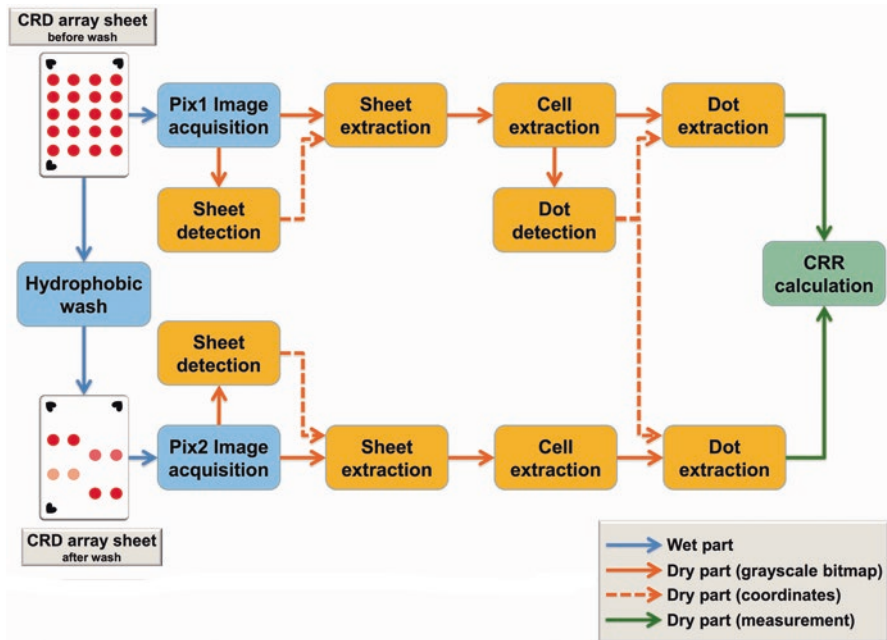 CRD array sheet
before wash
Pix1 Image
acquisition
Sheet
extraction
Cell
extraction
Dot
extraction
Sheet
detection
Dot
detection
Hydrophobic
wash
CRR
calculation
Sheet
detection
Pix2 Image
acquisition
Sheet
extraction
Cell
extraction
Dot
extraction
CRD array sheet
after wash
Wet part
Dry part (grayscale bitmap)
Dry part (coordinates)
Dry part (measurement)